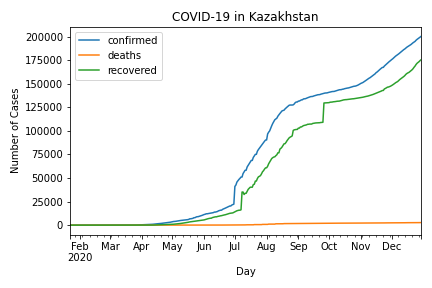 COVID-19 in Kazakhstan
confirmed
deaths
recovered
Number of Cases
200000
175000
150000
125000
100000
75000
50000
25000
0
Feb Mar Apr May Jun Jul Aug Sep Oct Nov Dec
2020
Day